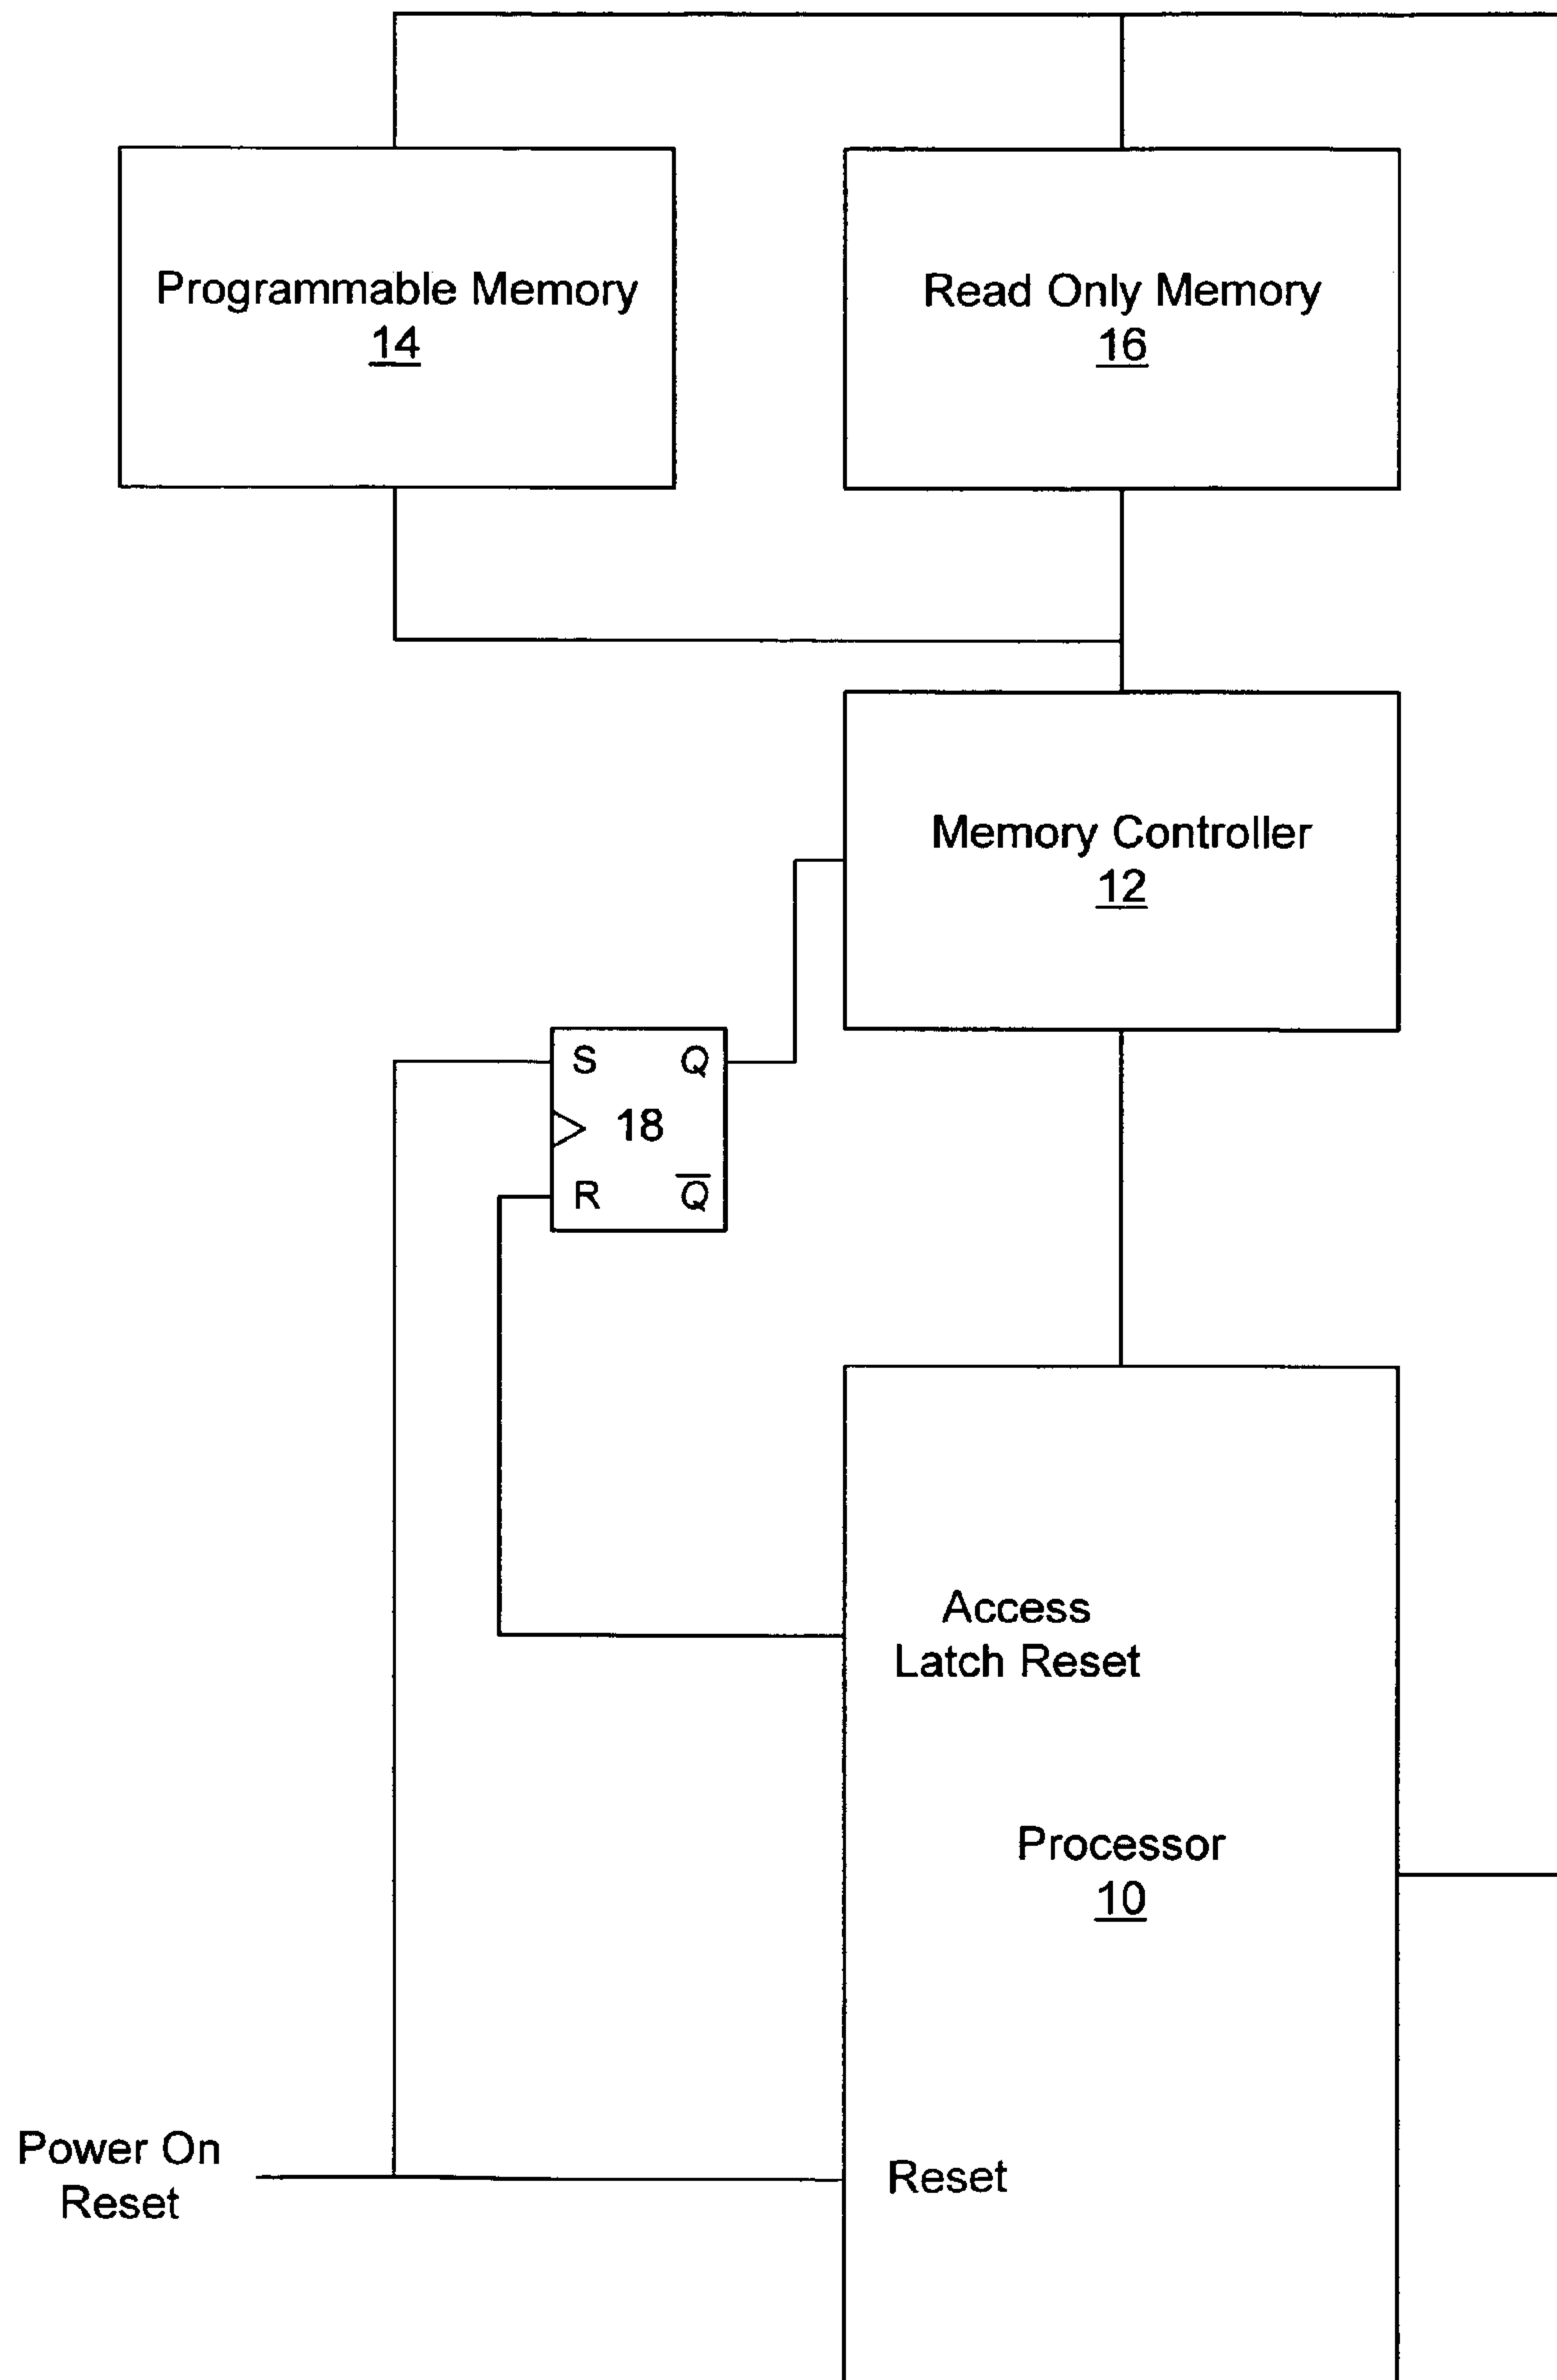 Programmable Memory
14
Read Only Memory
16
Memory Controller
12
S Q
18
R Q̅
Access
Latch Reset
Processor
10
Power On
Reset
Reset